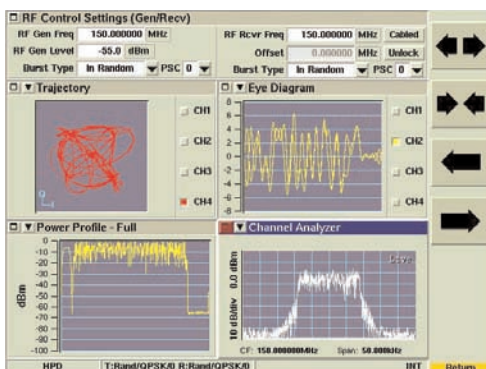 RF Control Settings (Gen/Recv)
RF Gen Freq 150.000000 MHz RF Rcvr Freq 150.000000 MHz Cabled
RF Gen Level -55.0 dBm Offset 0.000000 MHz Unlock
Burst Type In Random PSC 0 Burst Type In Random PSC 0
Trajectory
CH1
CH2
CH3
CH4
Q
I
Eye Diagram
8
6
4
2
0
-2
-4
-6
-8
CH1
CH2
CH3
CH4
Power Profile - Full
dBm
0
-10
-20
-30
-40
-50
-60
-70
-80
-90
-100
Channel Analyzer
Live
10 dB/div 0.0 dBm
CF: 150.000000MHz Span: 50.000kHz
HPD T:Rand/QPSK/0 R:Rand/QPSK/0 INT Return